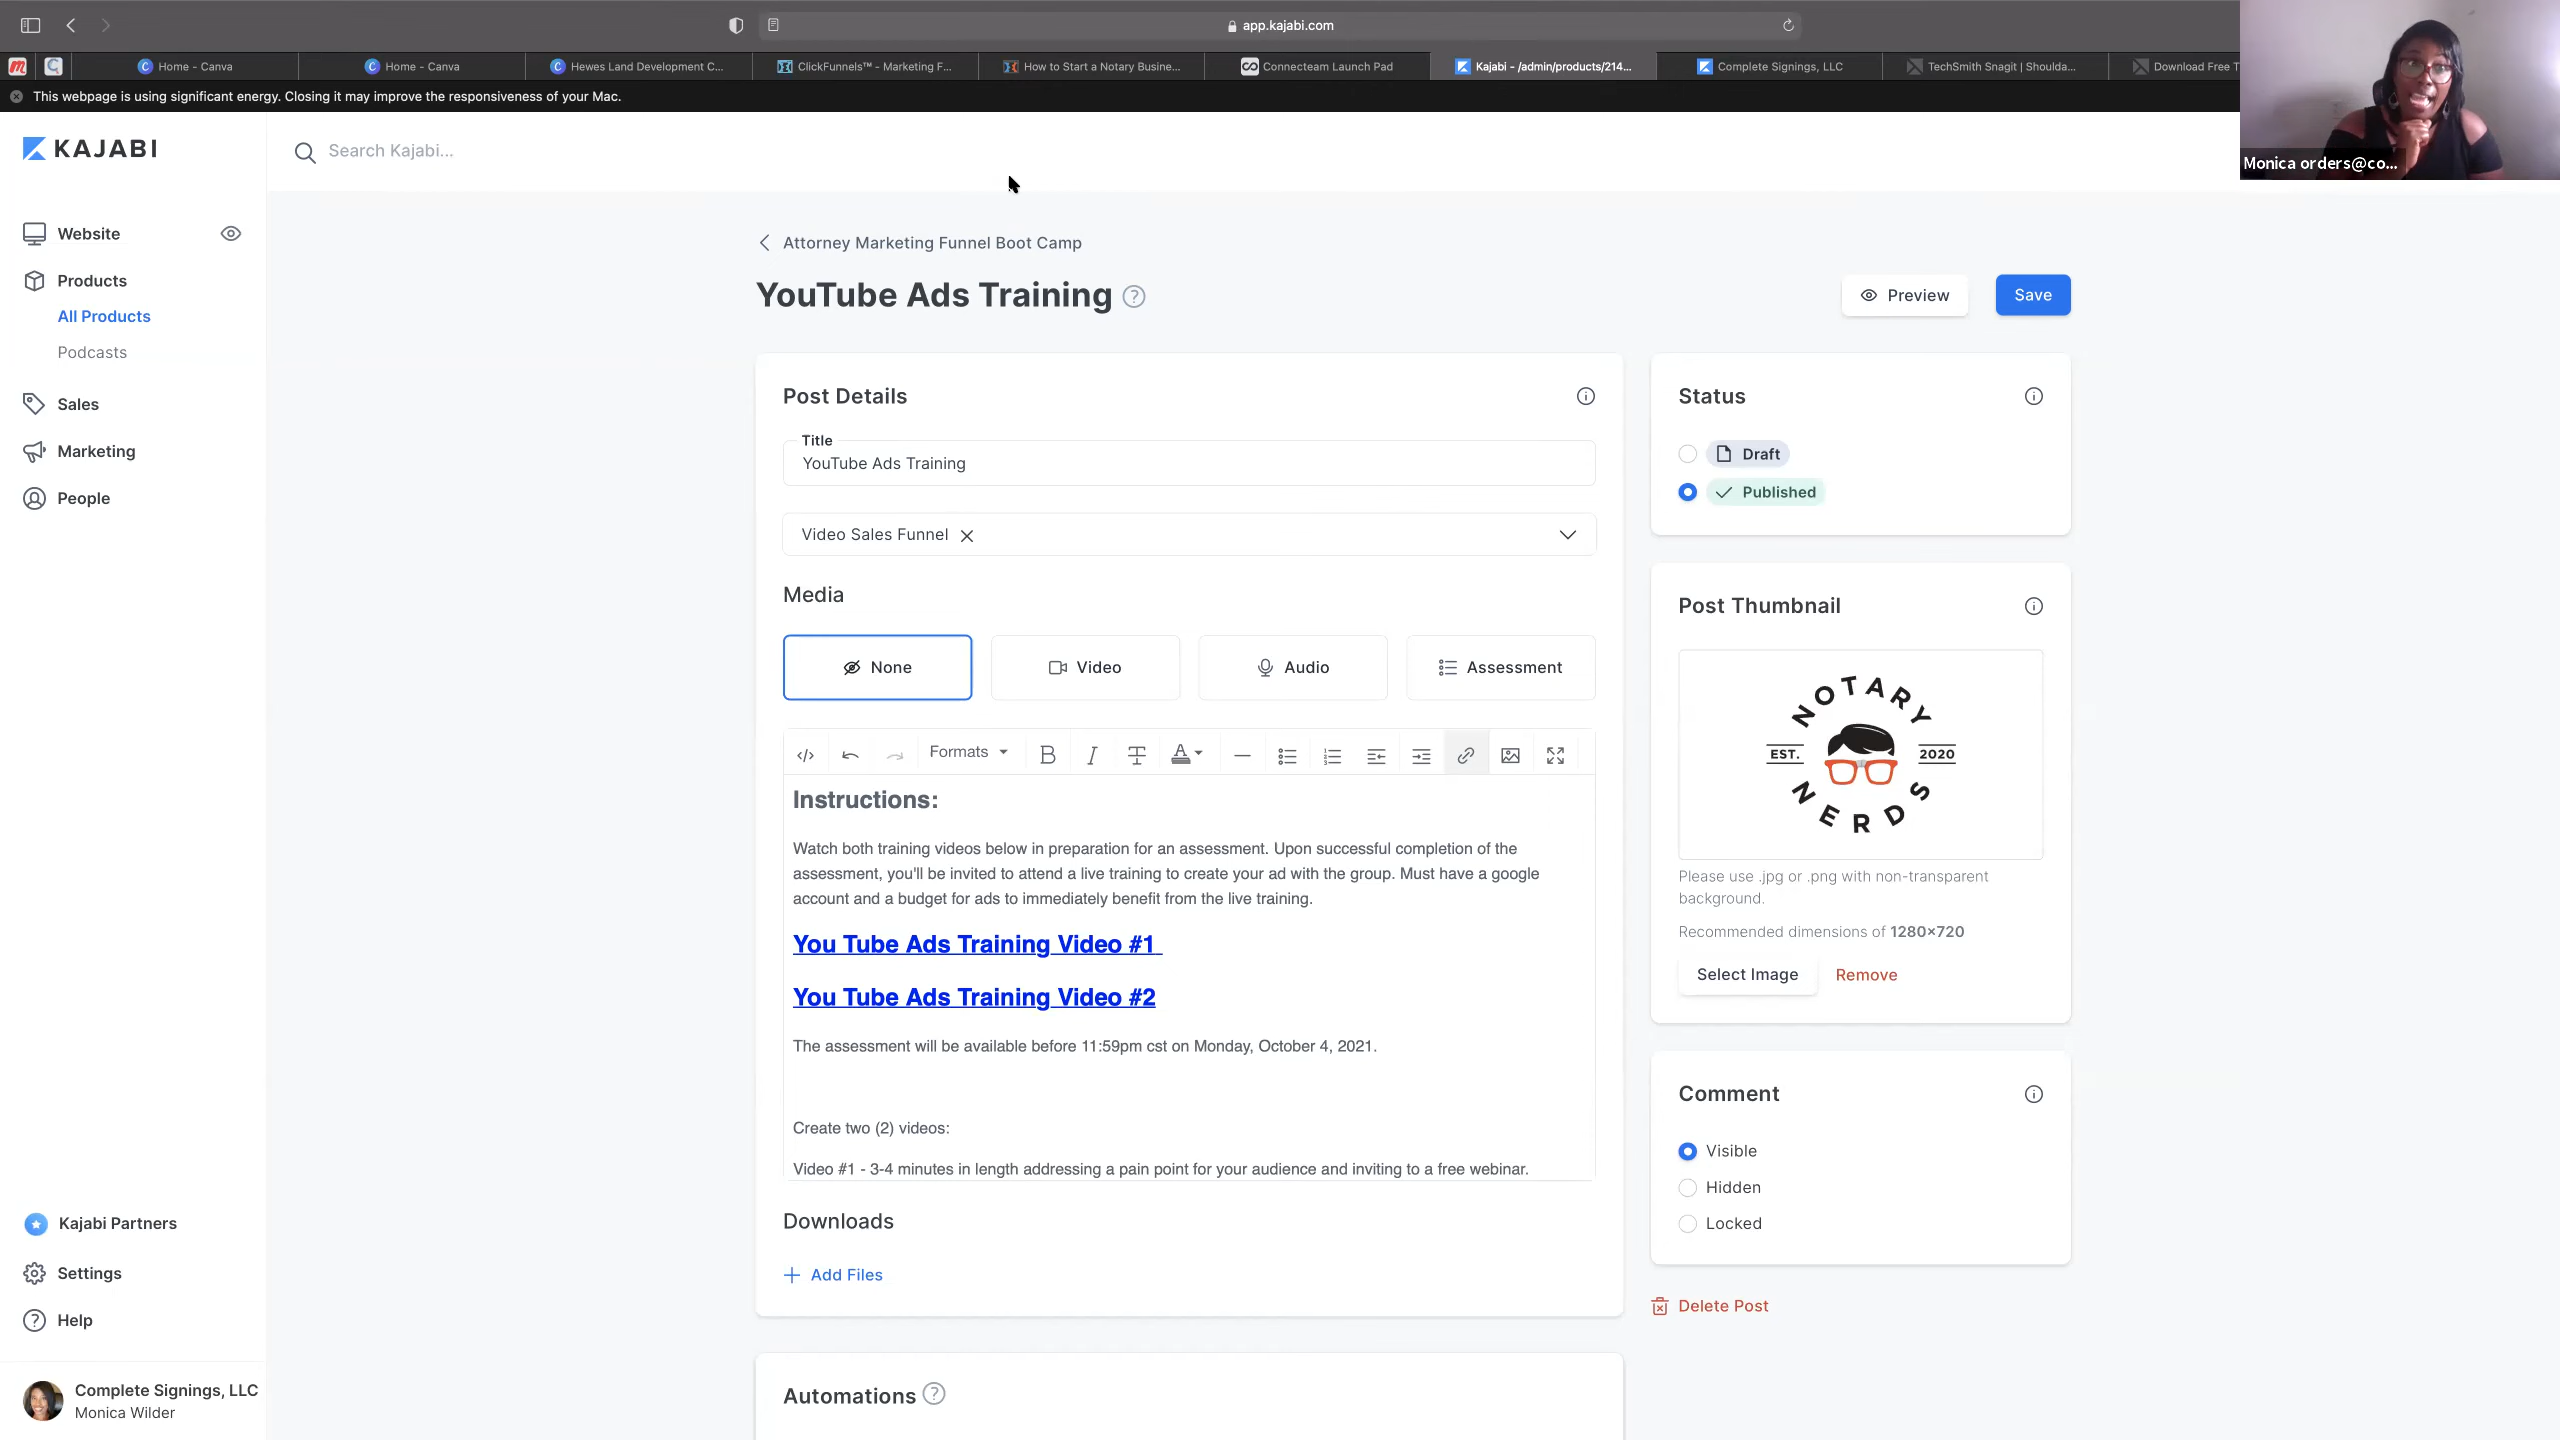 app.kajabi.com
Home - Canva
Home - Canva
Hewes Land Development C...
ClickFunnels™ - Marketing F...
How to Start a Notary Busine...
Connecteam Launch Pad
Kajabi - /admin/products/214...
Complete Signings, LLC
TechSmith Snagit | Shoulda...
Download Free T
This webpage is using significant energy. Closing it may improve the responsiveness of your Mac.
Monica orders@co...
KAJABI
Search Kajabi...
Website
Products
All Products
Podcasts
Sales
Marketing
People
Kajabi Partners
Settings
Help
Complete Signings, LLC
Monica Wilder
Attorney Marketing Funnel Boot Camp
YouTube Ads Training
Preview
Save
Post Details
Title
YouTube Ads Training
Video Sales Funnel
Media
None
Video
Audio
Assessment
Formats
Instructions:
Watch both training videos below in preparation for an assessment. Upon successful completion of the
assessment, you'll be invited to attend a live training to create your ad with the group. Must have a google
account and a budget for ads to immediately benefit from the live training.
You Tube Ads Training Video #1
You Tube Ads Training Video #2
The assessment will be available before 11:59pm cst on Monday, October 4, 2021.
Create two (2) videos:
Video #1 - 3-4 minutes in length addressing a pain point for your audience and inviting to a free webinar.
Downloads
Add Files
Automations
Status
Draft
Published
Post Thumbnail
NOTARY
EST. 2020
NERDS
Please use .jpg or .png with non-transparent
background.
Recommended dimensions of 1280×720
Select Image
Remove
Comment
Visible
Hidden
Locked
Delete Post